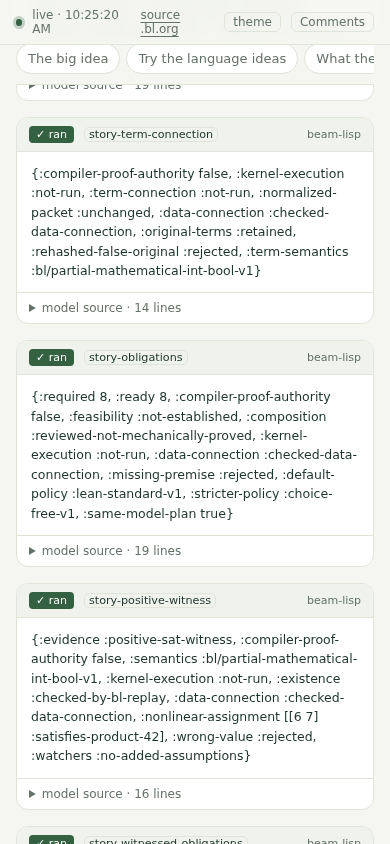 live · 10:25:20 AM
source .bl.org
theme
Comments
The big idea
Try the language ideas
What the
model source · 19 lines
✓ ran story-term-connection beam-lisp
{:compiler-proof-authority false, :kernel-execution
:not-run, :term-connection :not-run, :normalized-
packet :unchanged, :data-connection :checked-
data-connection, :original-terms :retained,
:rehashed-false-original :rejected, :term-semantics
:bl/partial-mathematical-int-bool-v1}
▶ model source · 14 lines
✓ ran story-obligations beam-lisp
{:required 8, :ready 8, :compiler-proof-authority
false, :feasibility :not-established, :composition
:reviewed-not-mechanically-proved, :kernel-
execution :not-run, :data-connection :checked-data-
connection, :missing-premise :rejected, :default-
policy :lean-standard-v1, :stricter-policy :choice-
free-v1, :same-model-plan true}
▶ model source · 19 lines
✓ ran story-positive-witness beam-lisp
{:evidence :positive-sat-witness, :compiler-proof-
authority false, :semantics :bl/partial-mathematical-
int-bool-v1, :kernel-execution :not-run, :existence
:checked-by-bl-replay, :data-connection :checked-
data-connection, :nonlinear-assignment [[6 7]
:satisfies-product-42], :wrong-value :rejected,
:watchers :no-added-assumptions}
▶ model source · 16 lines
✓ ran story-witnessed-obligations beam-lisp